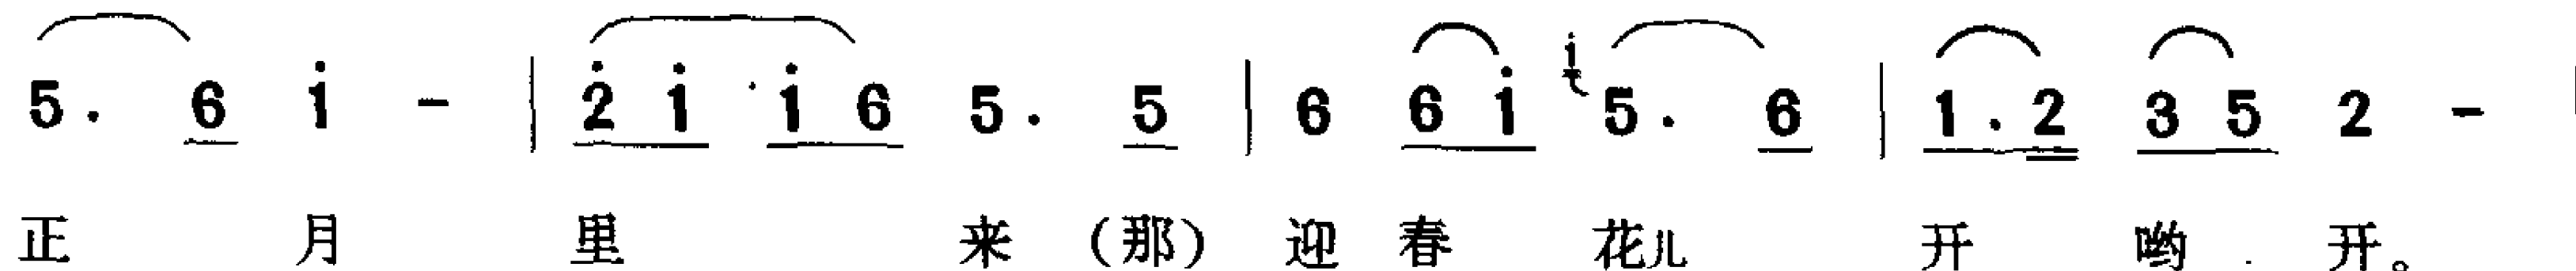 5. 6 i - | 2 i i 6 5. 5 | 6 6 i i 5. 6 | 1.2 3 5 2 - |
正 月 里 来 （那） 迎 春 花儿 开 哟 开。